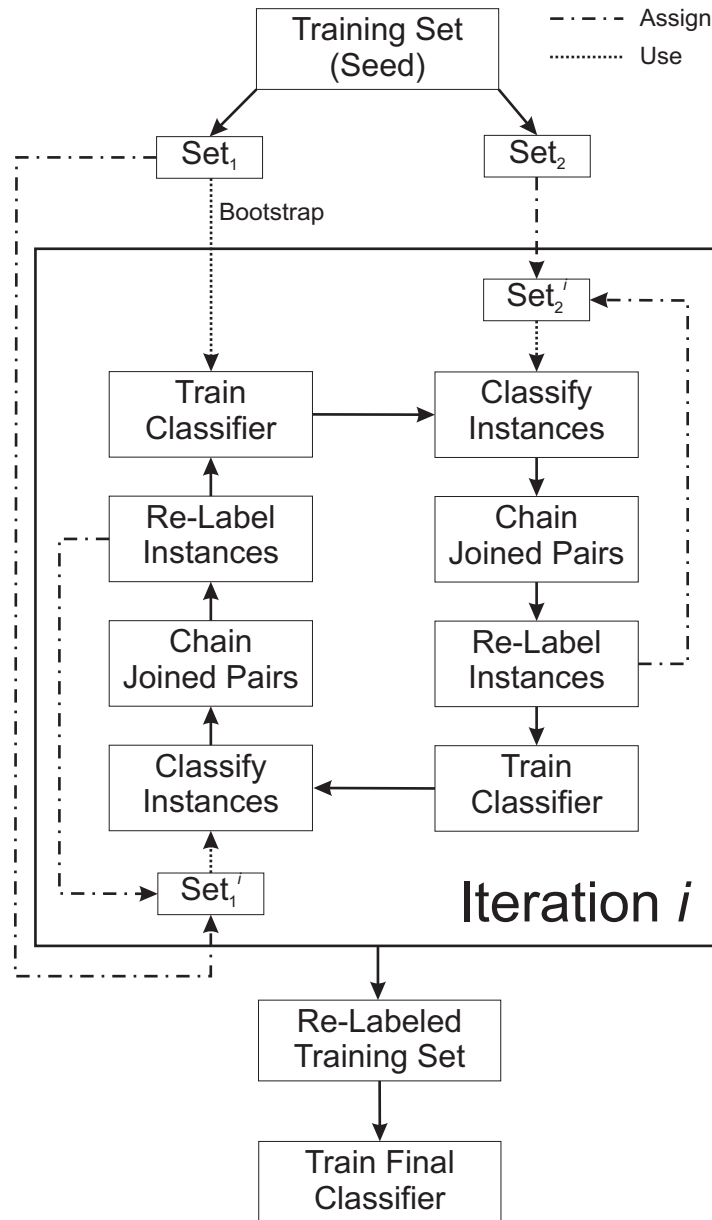 Training Set
(Seed)
Assign
Use
Set₁
Set₂
Bootstrap
Set₂ⁱ
Train
Classifier
Classify
Instances
Re-Label
Instances
Chain
Joined Pairs
Chain
Joined Pairs
Re-Label
Instances
Classify
Instances
Train
Classifier
Set₁ⁱ
Iteration i
Re-Labeled
Training Set
Train Final
Classifier